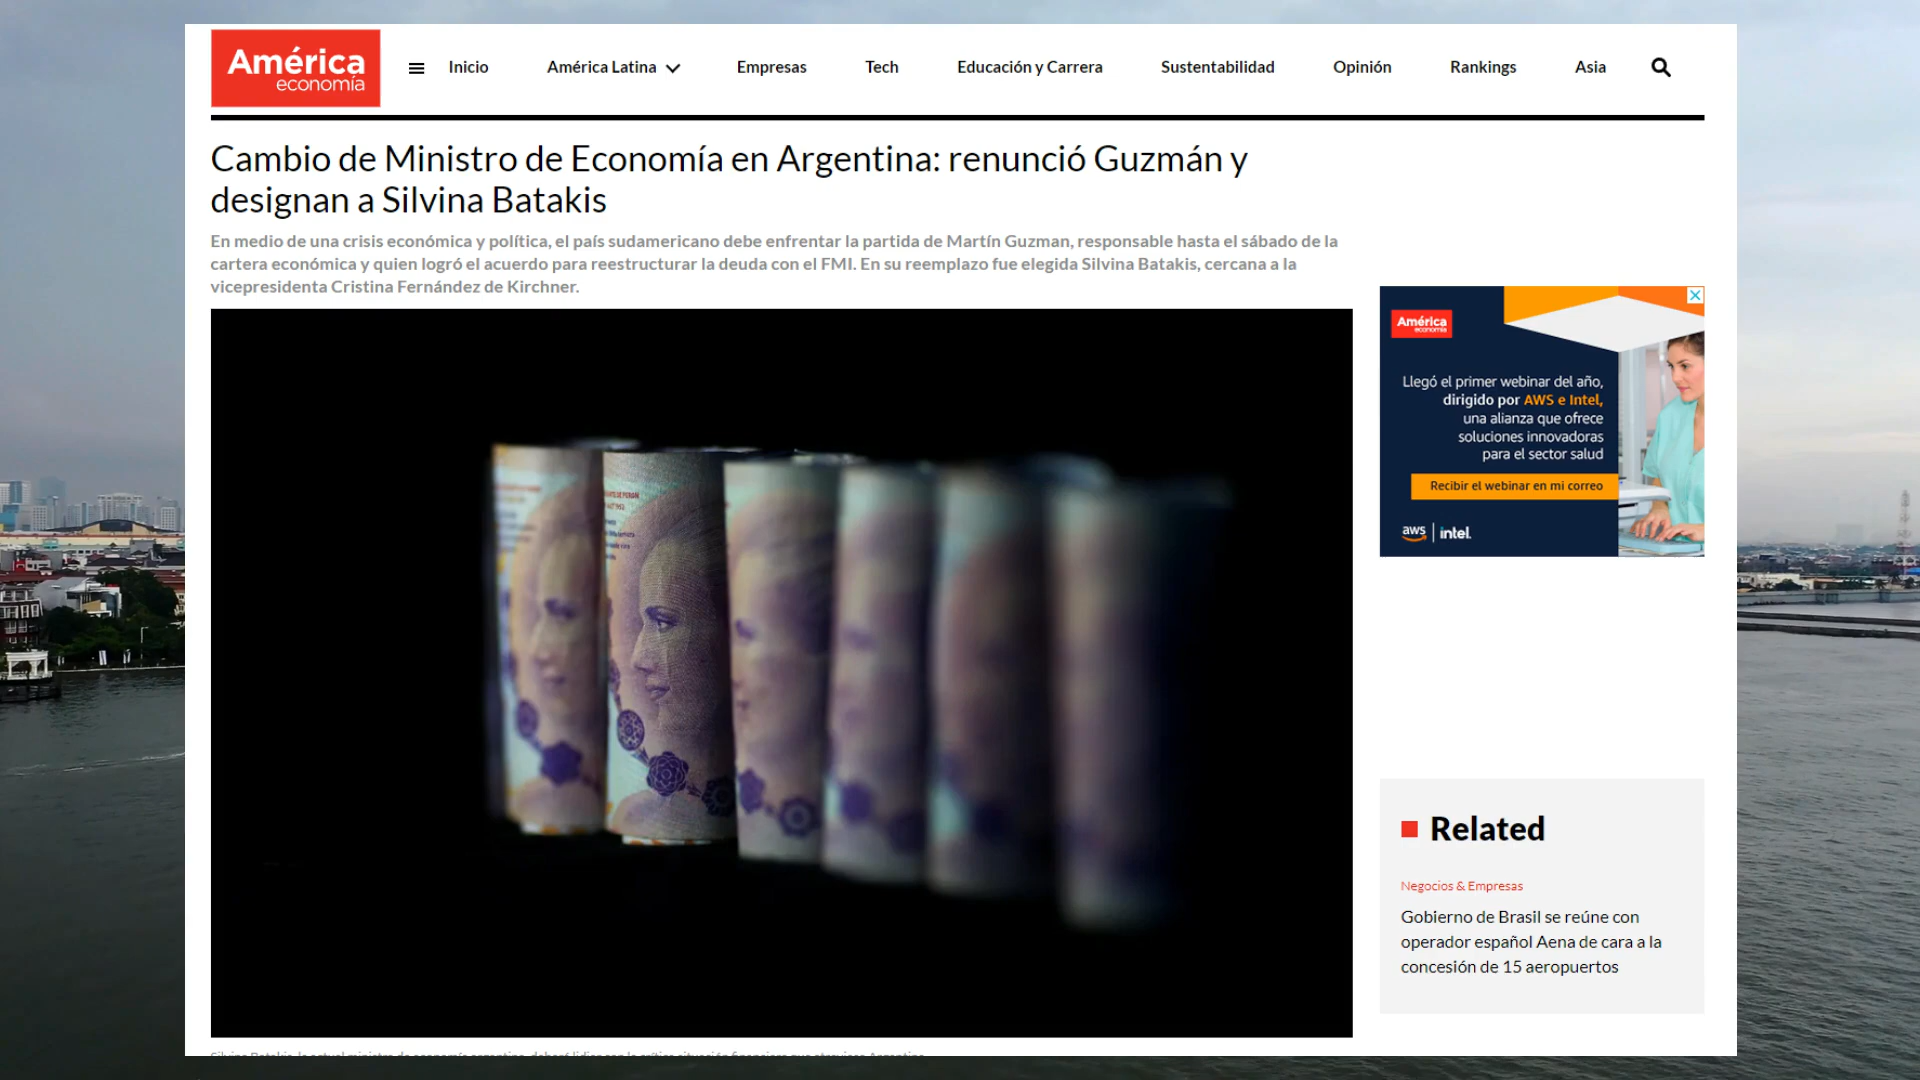 América
economía
Inicio
América Latina
Empresas
Tech
Educación y Carrera
Sustentabilidad
Opinión
Rankings
Asia
Cambio de Ministro de Economía en Argentina: renunció Guzmán y
designan a Silvina Batakis
En medio de una crisis económica y política, el país sudamericano debe enfrentar la partida de Martín Guzman, responsable hasta el sábado de la
cartera económica y quien logró el acuerdo para reestructurar la deuda con el FMI. En su reemplazo fue elegida Silvina Batakis, cercana a la
vicepresidenta Cristina Fernández de Kirchner.
América
economía
Llegó el primer webinar del año,
dirigido por AWS e Intel,
una alianza que ofrece
soluciones innovadoras
para el sector salud
Recibir el webinar en mi correo
aws
intel.
Related
Negocios & Empresas
Gobierno de Brasil se reúne con
operador español Aena de cara a la
concesión de 15 aeropuertos